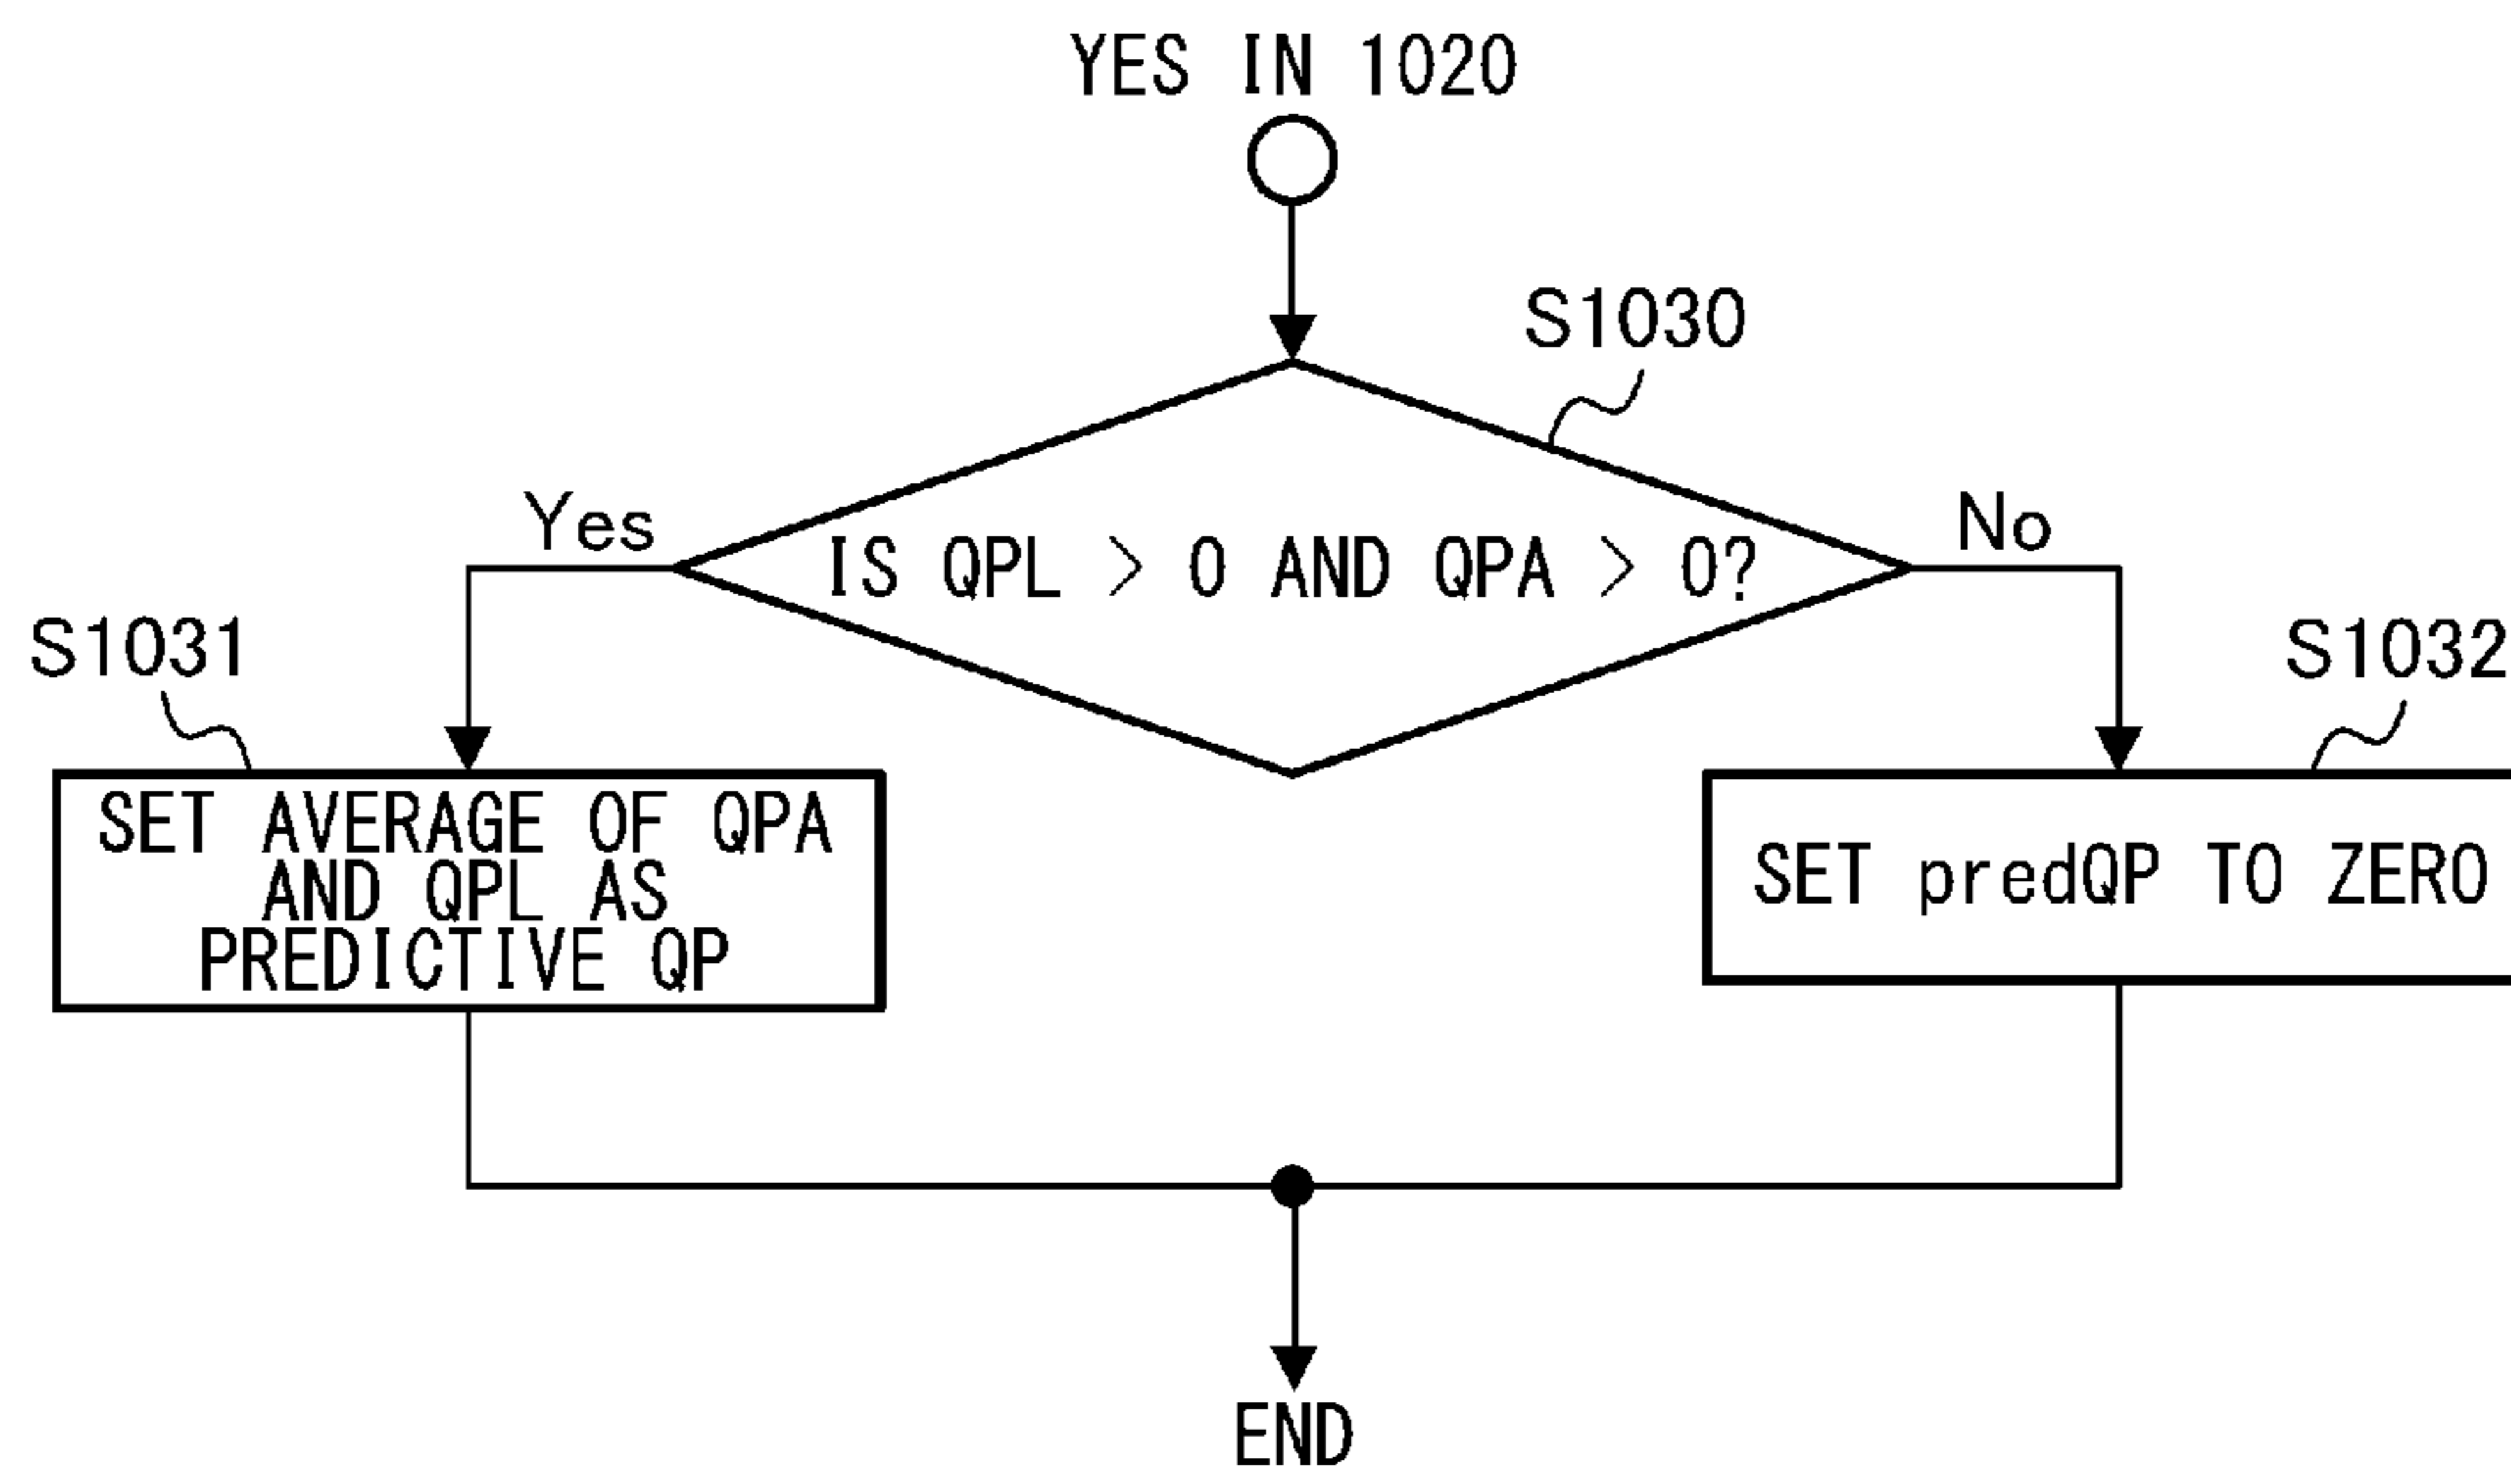 YES IN 1020
S1030
Yes
No
IS QPL > 0 AND QPA > 0?
S1031
S1032
SET AVERAGE OF QPA
AND QPL AS
PREDICTIVE QP
SET predQP TO ZERO
END